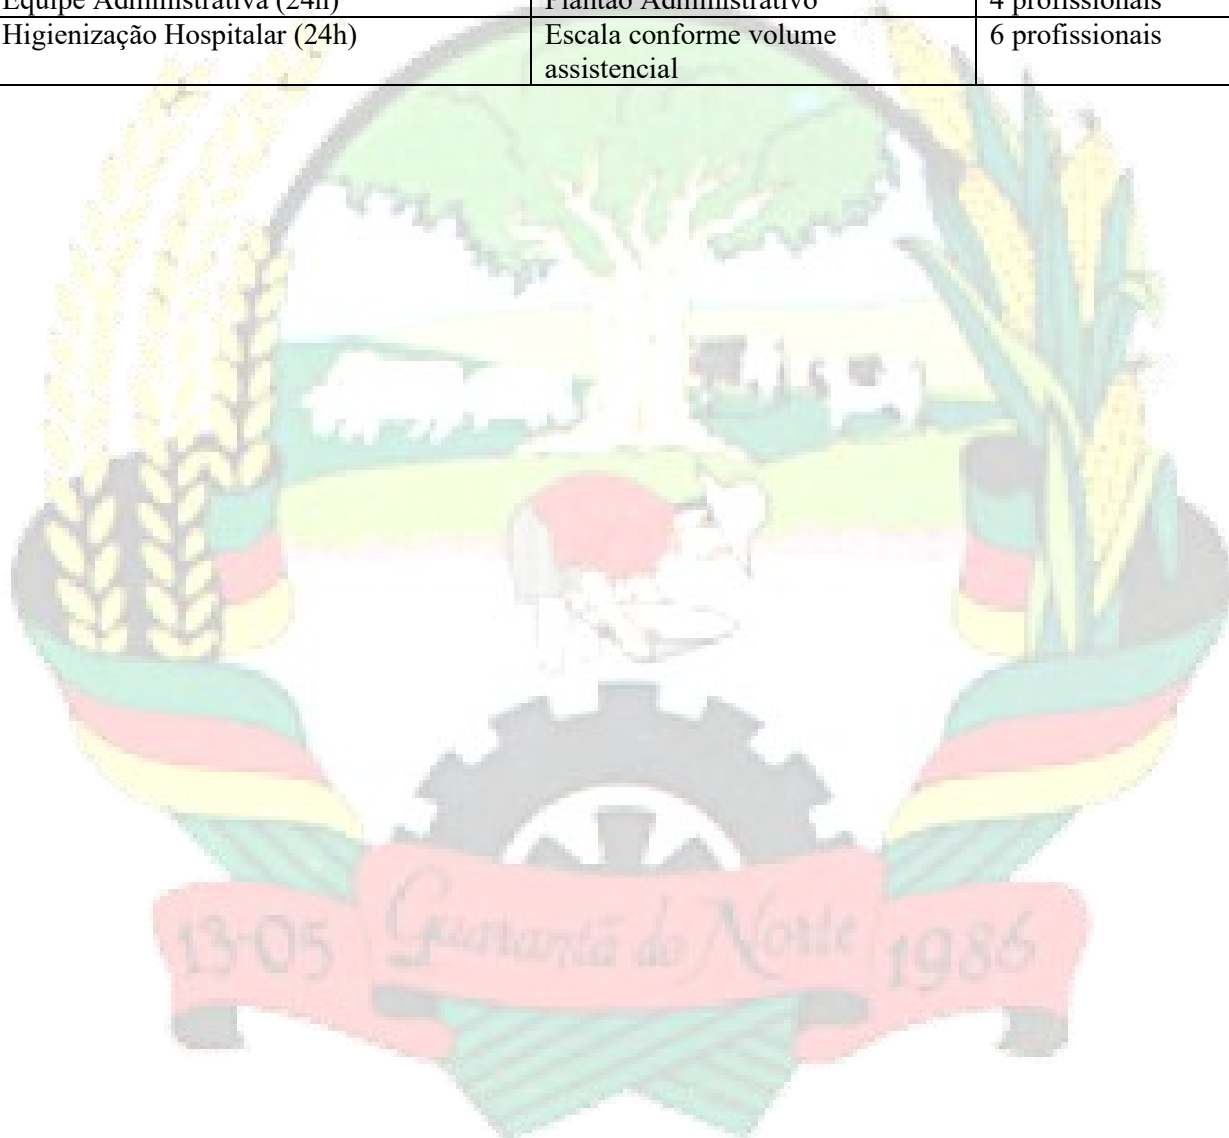 Equipe Administrativa (24h) Plantão Administrativo 4 profissionais
Higienização Hospitalar (24h) Escala conforme volume 6 profissionais
assistencial
13-05 Guarantã do Norte 1986